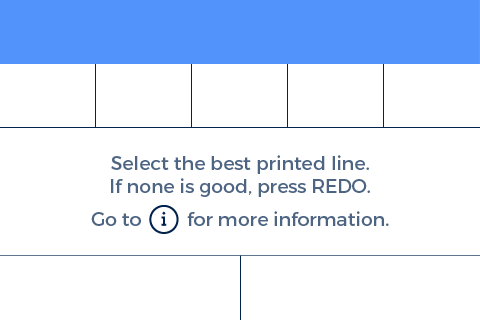 Select the best printed line.
If none is good, press REDO.
Go to i for more information.